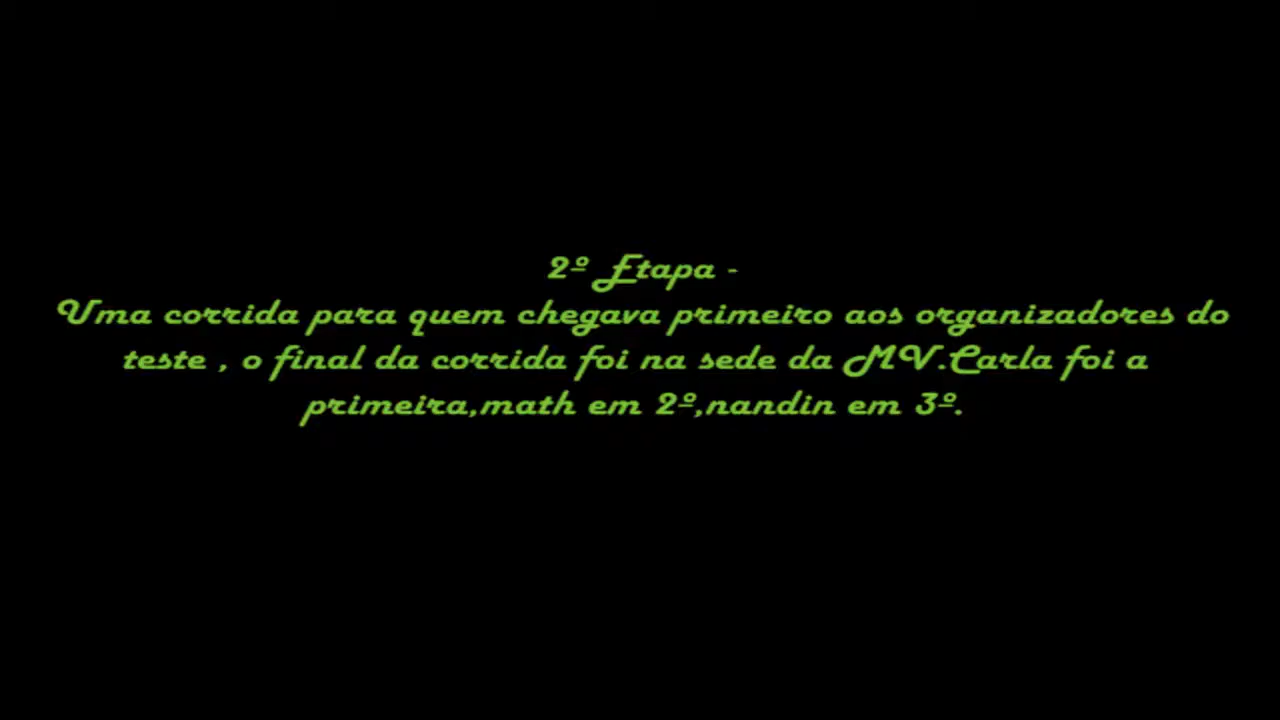 2º Etapa -
Uma corrida para quem chegava primeiro aos organizadores do
teste , o final da corrida foi na sede da MV.Carla foi a
primeira,math em 2º,nandin em 3º.